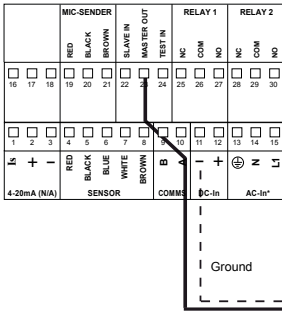 MIC-SENDER RELAY 1 RELAY 2
RED BLACK BROWN SLAVE IN MASTER OUT TEST IN NC COM NO NC COM NO
16 17 18 19 20 21 22 23 24 25 26 27 28 29 30
1 2 3 4 5 6 7 8 9 10 11 12 13 14 15
Is + − RED BLACK BLUE WHITE BROWN B A − + N L1
4-20mA (N/A) SENSOR COMMS DC-In AC-In*
Ground